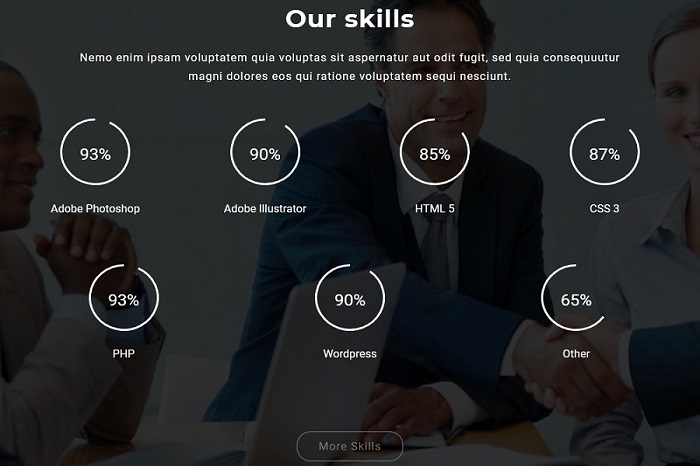 Our skills
Nemo enim ipsam voluptatem quia voluptas sit aspernatur aut odit fugit, sed quia consequuutur
magni dolores eos qui ratione voluptatem sequi nesciunt.
93% 90% 85% 87%
Adobe Photoshop Adobe Illustrator HTML 5 CSS 3
93% 90% 65%
PHP Wordpress Other
More Skills